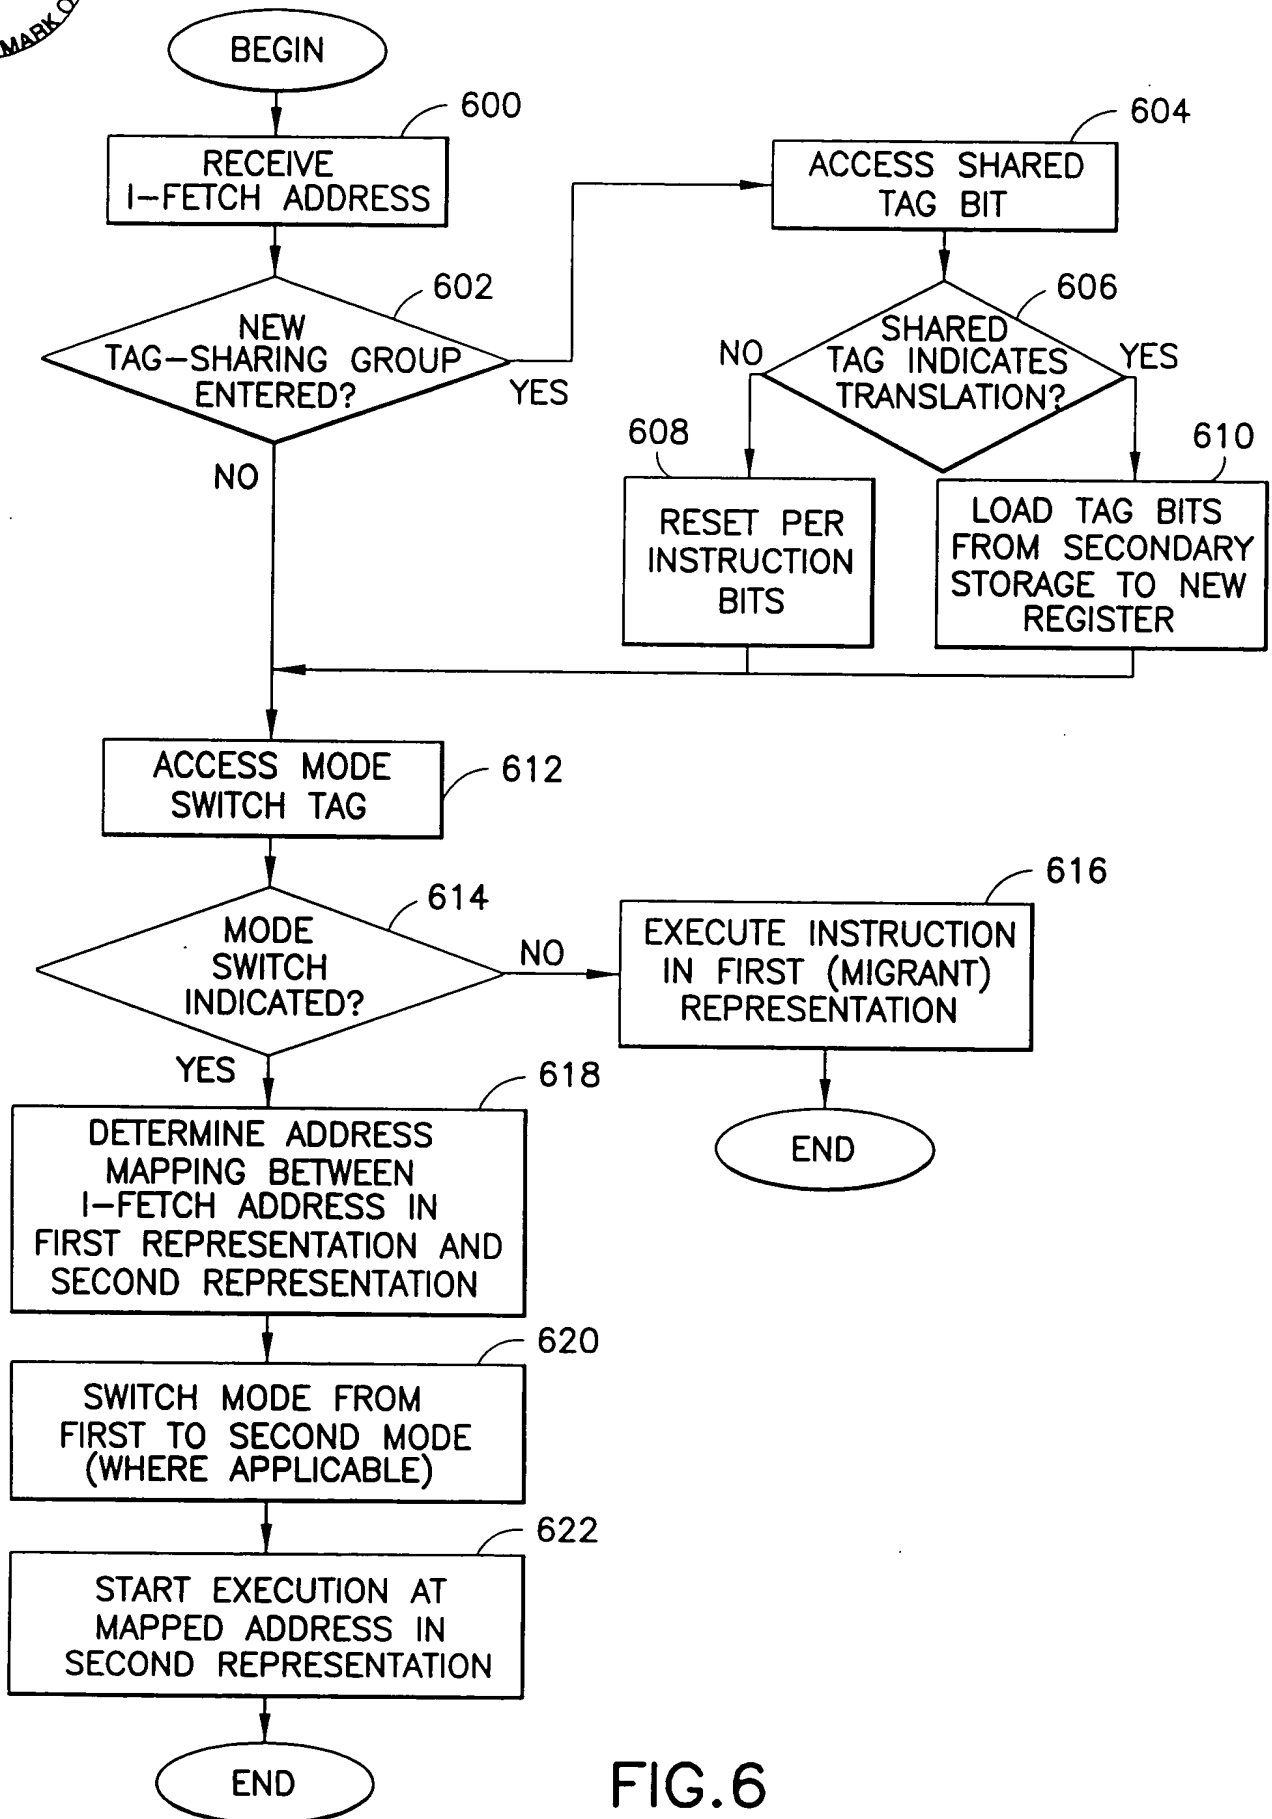 MARK O
BEGIN
600
RECEIVE
I-FETCH ADDRESS
602
NEW
TAG-SHARING GROUP
ENTERED?
YES
NO
604
ACCESS SHARED
TAG BIT
606
SHARED
TAG INDICATES
TRANSLATION?
NO
YES
608
RESET PER
INSTRUCTION
BITS
610
LOAD TAG BITS
FROM SECONDARY
STORAGE TO NEW
REGISTER
ACCESS MODE
SWITCH TAG
612
614
MODE
SWITCH
INDICATED?
NO
YES
616
EXECUTE INSTRUCTION
IN FIRST (MIGRANT)
REPRESENTATION
END
618
DETERMINE ADDRESS
MAPPING BETWEEN
I-FETCH ADDRESS IN
FIRST REPRESENTATION AND
SECOND REPRESENTATION
620
SWITCH MODE FROM
FIRST TO SECOND MODE
(WHERE APPLICABLE)
622
START EXECUTION AT
MAPPED ADDRESS IN
SECOND REPRESENTATION
END
FIG.6